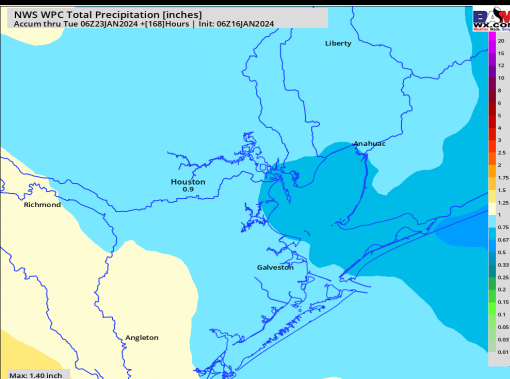 NWS WPC Total Precipitation [inches]
Accum thru Tue 06Z23JAN2024 +[168]Hours | Init: 06Z16JAN2024
WX.CO
Liberty
Anahuac
Houston
0.9
Richmond
Galveston
Angleton
Max: 1.40 inch
20
15
12
10
8
6
5
4
3
2.5
2
1.75
1.5
1.25
1
0.75
0.67
0.5
0.33
0.25
0.2
0.15
0.1
0.05
0.03
0.01